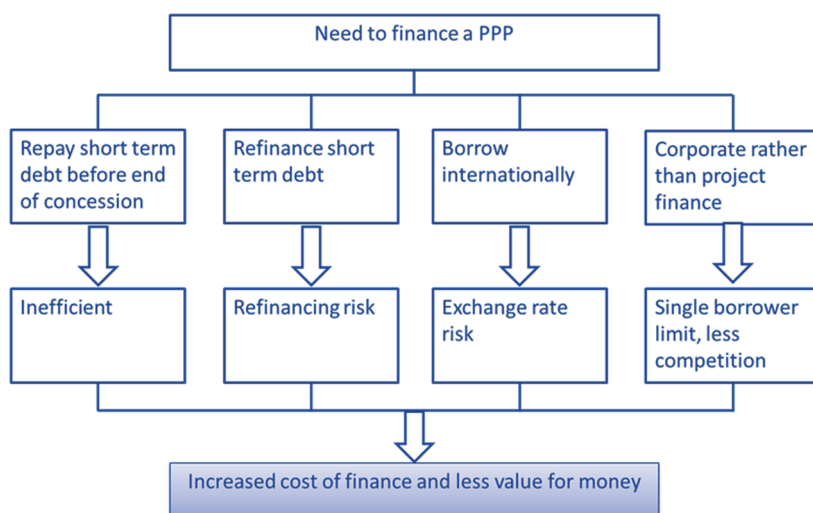 Need to finance a PPP
Repay short term
debt before end
of concession
Refinance short
term debt
Borrow
internationally
Corporate rather
than project
finance
Inefficient
Refinancing risk
Exchange rate
risk
Single borrower
limit, less
competition
Increased cost of finance and less value for money